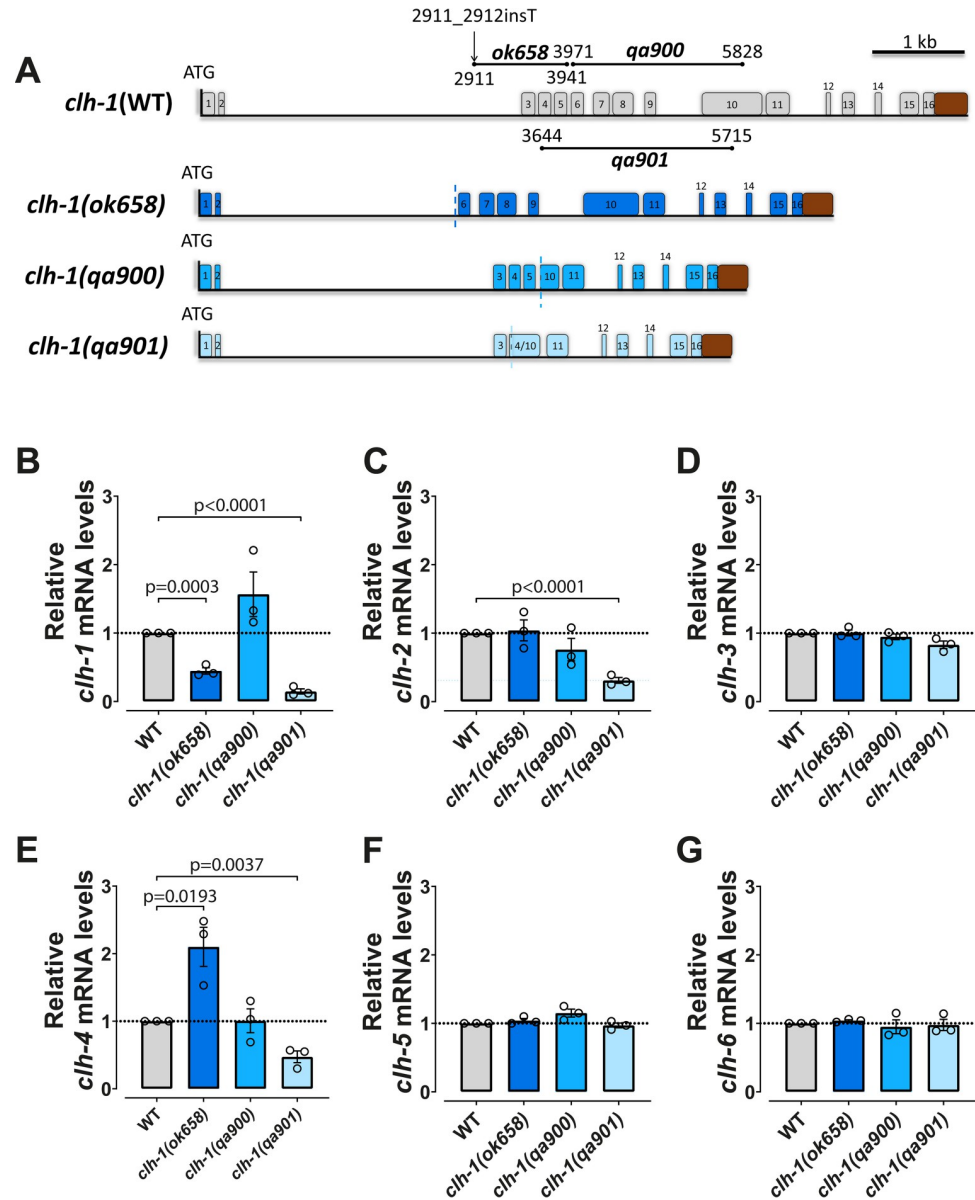 2911_2912insT
ok658 3971 qa900 5828 1 kb
A
ATG 2911 3941
clh-1(WT) 1 2 3 4 5 6 7 8 9 10 11 12 13 14 15 16
3644 5715
qa901
ATG
clh-1(ok658) 1 2 6 7 8 9 10 11 12 13 14 15 16
ATG
clh-1(qa900) 1 2 3 4 5 10 11 12 13 14 15 16
ATG
clh-1(qa901) 1 2 3 4/10 11 12 13 14 15 16
B
Relative
clh-1 mRNA levels
3
2
1
0
p<0.0001
p=0.0003
WT
clh-1(ok658)
clh-1(qa900)
clh-1(qa901)
C
Relative
clh-2 mRNA levels
3
2
1
0
p<0.0001
WT
clh-1(ok658)
clh-1(qa900)
clh-1(qa901)
D
Relative
clh-3 mRNA levels
3
2
1
0
WT
clh-1(ok658)
clh-1(qa900)
clh-1(qa901)
E
Relative
clh-4 mRNA levels
3
2
1
0
p=0.0037
p=0.0193
WT
clh-1(ok658)
clh-1(qa900)
clh-1(qa901)
F
Relative
clh-5 mRNA levels
3
2
1
0
WT
clh-1(ok658)
clh-1(qa900)
clh-1(qa901)
G
Relative
clh-6 mRNA levels
3
2
1
0
WT
clh-1(ok658)
clh-1(qa900)
clh-1(qa901)